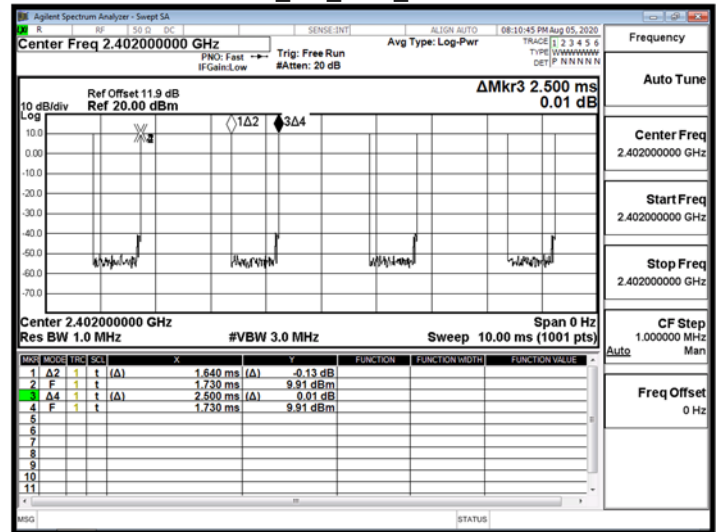 Agilent Spectrum Analyzer - Swept SA
R RF 50 Ω DC SENSE:INT ALIGN AUTO 08:10:45 PM Aug 05, 2020
Center Freq 2.402000000 GHz
Avg Type: Log-Pwr
TRACE 1 2 3 4 5 6
TYPE WWWWWW
DET P N N N N N
PNO: Fast
IFGain:Low
Trig: Free Run
#Atten: 20 dB
Frequency
Auto Tune
Center Freq
2.402000000 GHz
Start Freq
2.402000000 GHz
Stop Freq
2.402000000 GHz
CF Step
1.000000 MHz
Auto Man
Freq Offset
0 Hz
ΔMkr3 2.500 ms
0.01 dB
Ref Offset 11.9 dB
10 dB/div Ref 20.00 dBm
Log
10.0
0.00
-10.0
-20.0
-30.0
-40.0
-50.0
-60.0
-70.0
1Δ2
3Δ4
Center 2.402000000 GHz Span 0 Hz
Res BW 1.0 MHz #VBW 3.0 MHz Sweep 10.00 ms (1001 pts)
MKR MODE TRC SCL X Y FUNCTION FUNCTION WIDTH FUNCTION VALUE
1 Δ2 1 t (Δ) 1.640 ms (Δ) -0.13 dB
2 F 1 t 1.730 ms 9.91 dBm
3 Δ4 1 t (Δ) 2.500 ms (Δ) 0.01 dB
4 F 1 t 1.730 ms 9.91 dBm
5
6
7
8
9
10
11
MSG STATUS